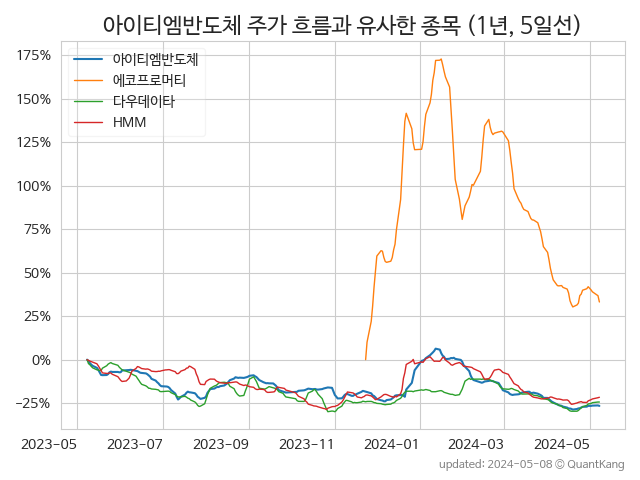 아이티엠반도체 주가 흐름과 유사한 종목 (1년, 5일선)
175%
150%
125%
100%
75%
50%
25%
0%
−25%
아이티엠반도체
에코프로머티
다우데이타
HMM
2023-05 2023-07 2023-09 2023-11 2024-01 2024-03 2024-05
updated: 2024-05-08 © QuantKang